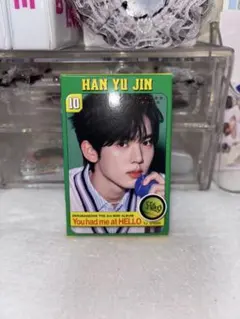 HAN YU JIN
10
ZEROBASEONE THE 3rd MINI ALBUM
You had me at HELLO